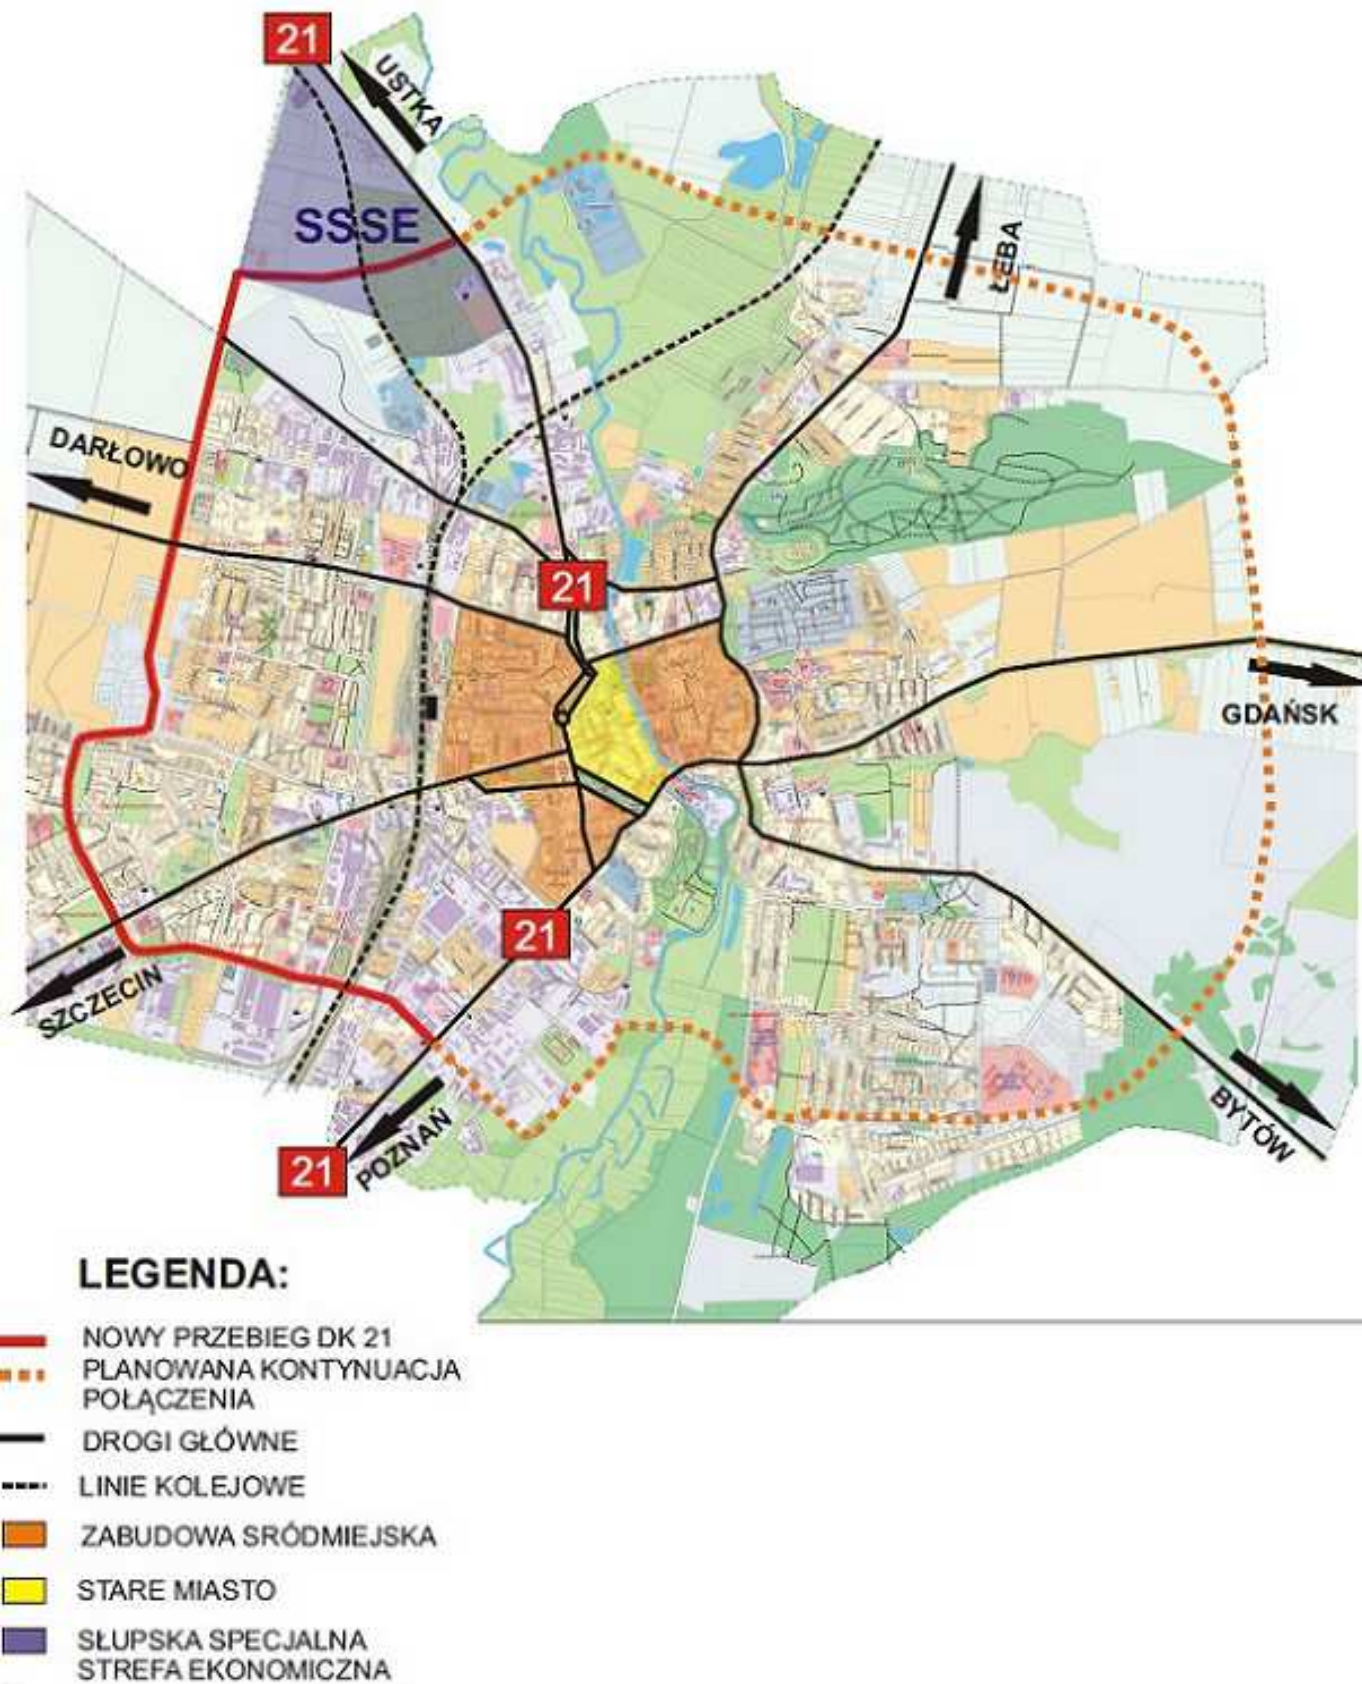 21
USTKA
SSSE
ŁEBA
DARŁOWO
21
GDAŃSK
21
SZCZECIN
BYTÓW
21
POZNAŃ
LEGENDA:
NOWY PRZEBIEG DK 21
PLANOWANA KONTYNUACJA
POŁĄCZENIA
DROGI GŁÓWNE
LINIE KOLEJOWE
ZABUDOWA SRÓDMIEJSKA
STARE MIASTO
SŁUPSKA SPECJALNA
STREFA EKONOMICZNA